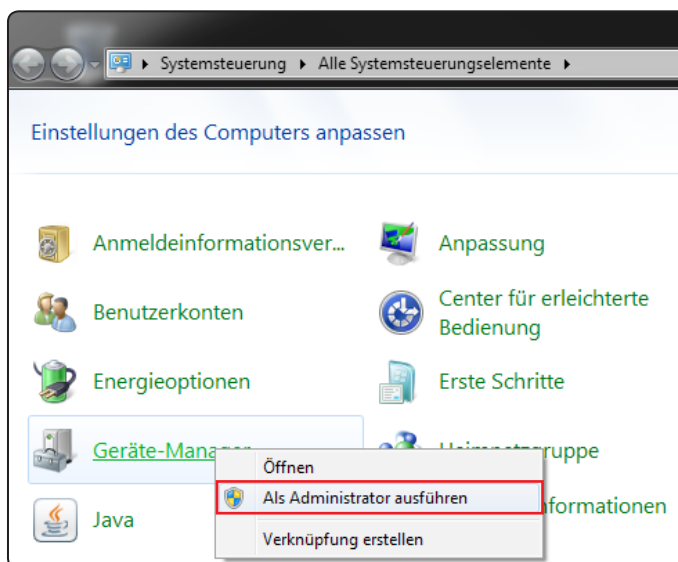 Systemsteuerung
Alle Systemsteuerungselemente
Einstellungen des Computers anpassen
Anmeldeinformationsver...
Anpassung
Benutzerkonten
Center für erleichterte
Bedienung
Energieoptionen
Erste Schritte
Geräte-Manager
Öffnen
Als Administrator ausführen
Java
Verknüpfung erstellen